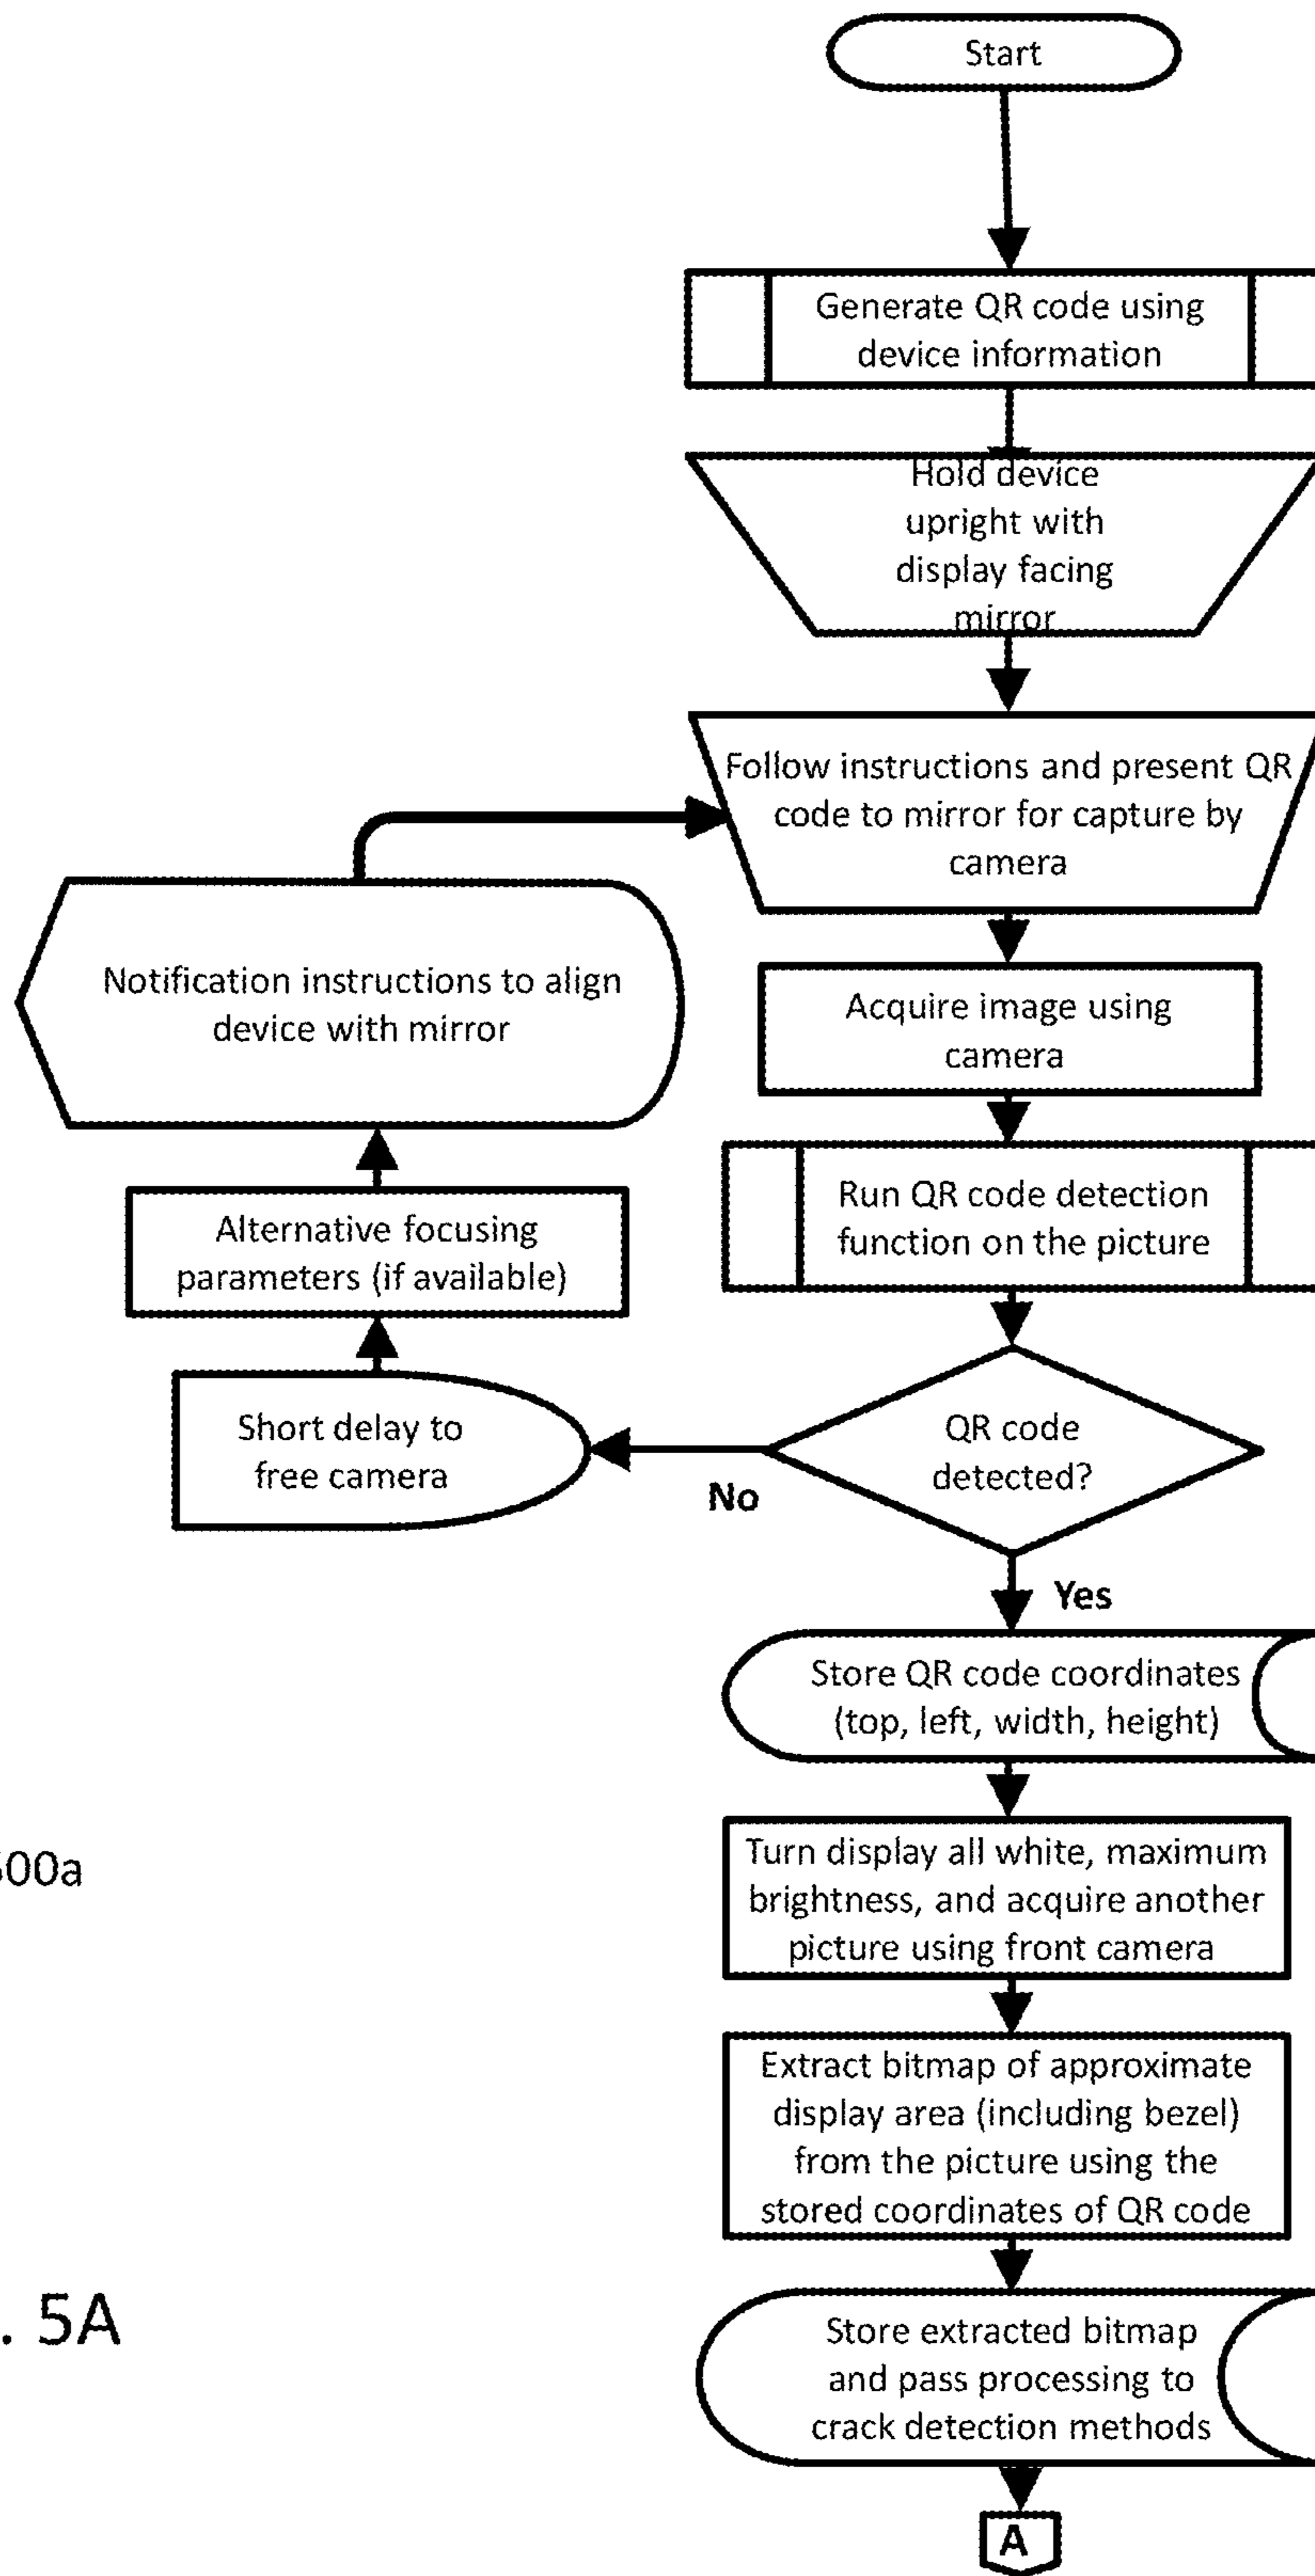 Start
Generate QR code using
device information
Hold device
upright with
display facing
mirror
Follow instructions and present QR
code to mirror for capture by
camera
Notification instructions to align
device with mirror
Acquire image using
camera
Alternative focusing
parameters (if available)
Run QR code detection
function on the picture
Short delay to
free camera
No
QR code
detected?
Yes
Store QR code coordinates
(top, left, width, height)
Turn display all white, maximum
brightness, and acquire another
picture using front camera
00a
Extract bitmap of approximate
display area (including bezel)
from the picture using the
stored coordinates of QR code
. 5A
Store extracted bitmap
and pass processing to
crack detection methods
A